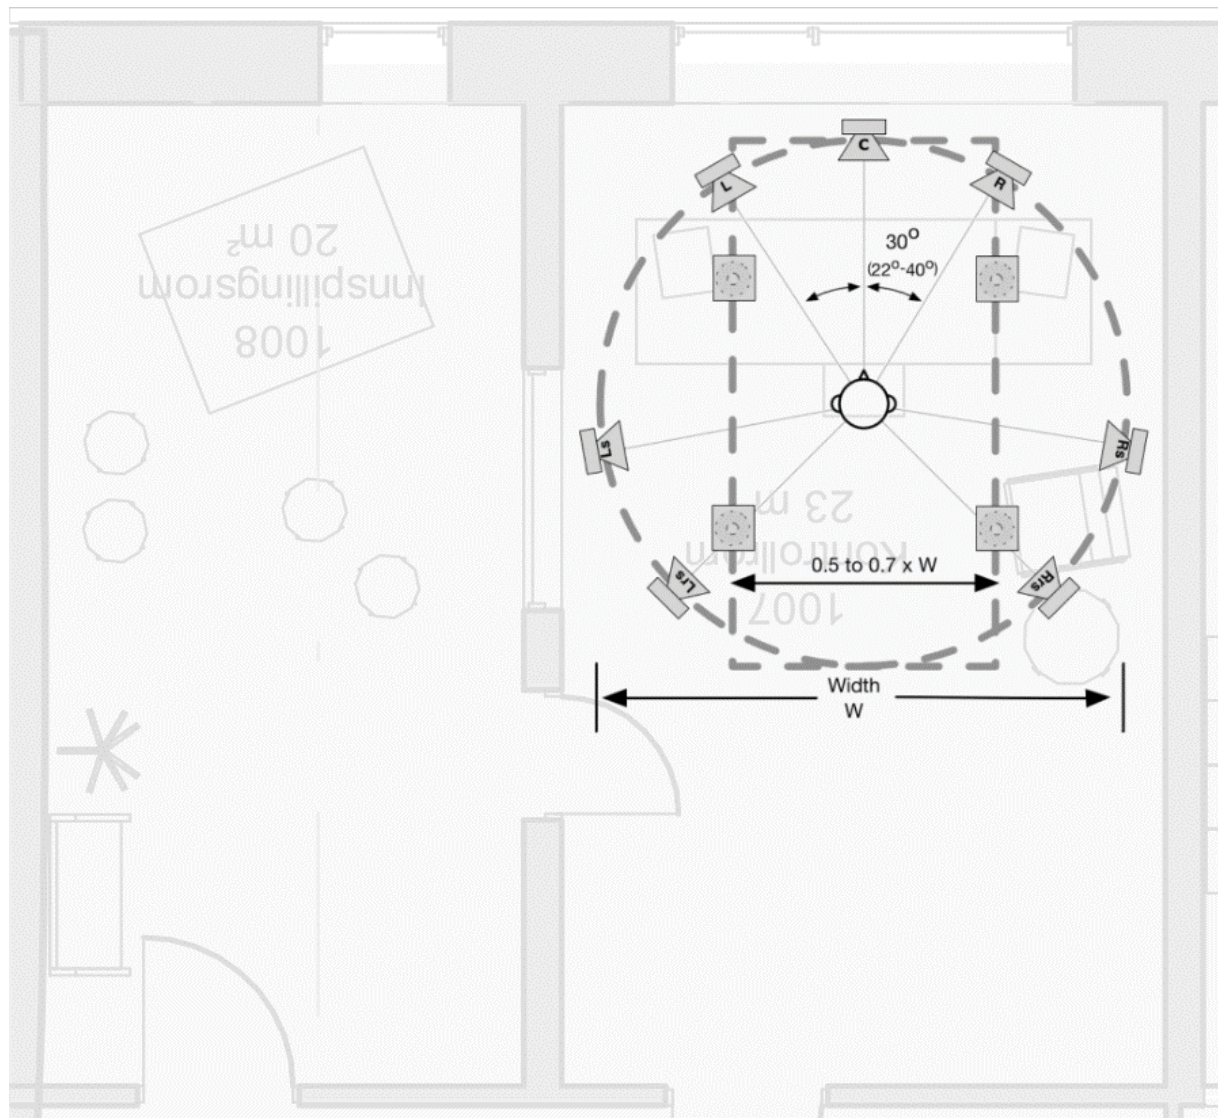 C
L
R
30°
(22°-40°)
20 m²
Innspillingsrom
1008
Ls
Rs
23 m
Kontrollrom
0.5 to 0.7 x W
1007
Lrs
Rrs
Width
W